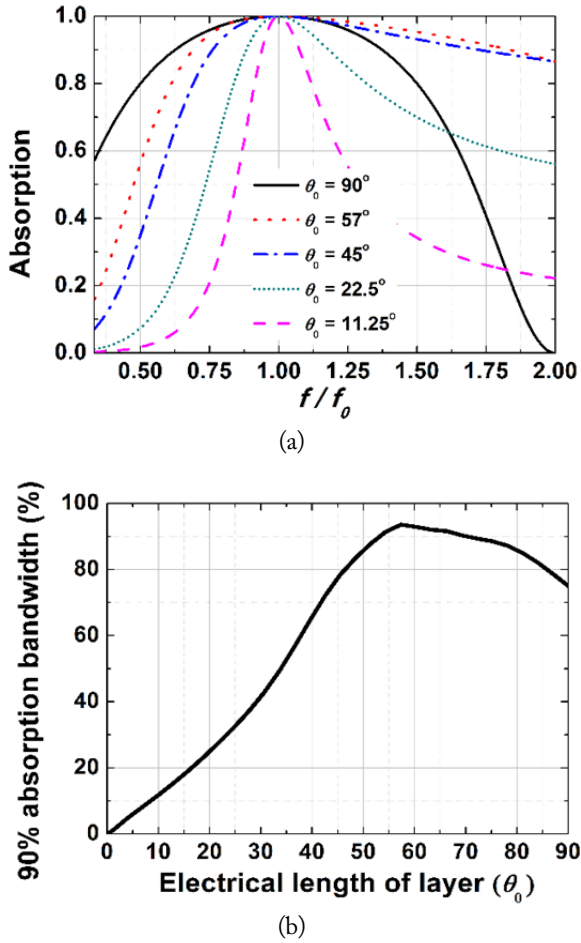 Absorption
1.0
0.8
0.6
0.4
0.2
0.0
θ0 = 90°
θ0 = 57°
θ0 = 45°
θ0 = 22.5°
θ0 = 11.25°
0.50 0.75 1.00 1.25 1.50 1.75 2.00
f / f0
(a)
90% absorption bandwidth (%)
100
80
60
40
20
0
0 10 20 30 40 50 60 70 80 90
Electrical length of layer (θ0)
(b)